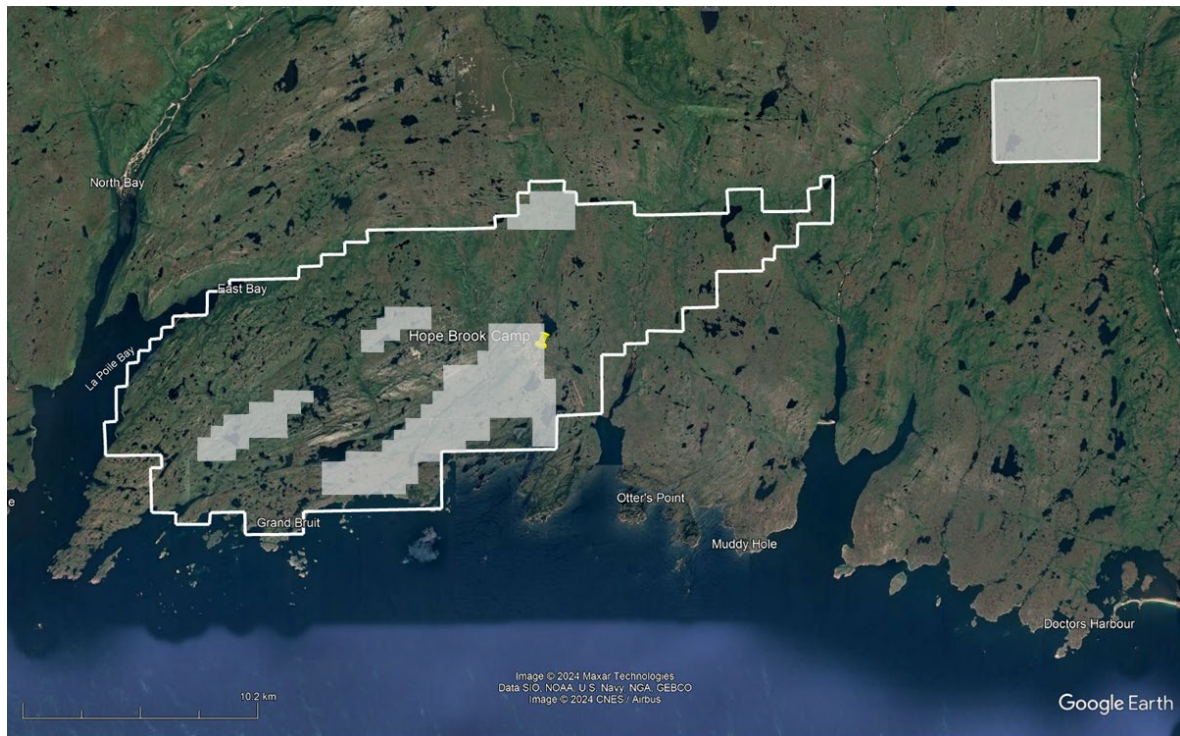 North Bay
East Bay
Hope Brook Camp
La Poile Bay
e
Otter's Point
Grand Bruit
Muddy Hole
Doctors Harbour
Image © 2024 Maxar Technologies
Data SIO, NOAA, U.S. Navy, NGA, GEBCO
Image © 2024 CNES / Airbus
10.2 km
Google Earth